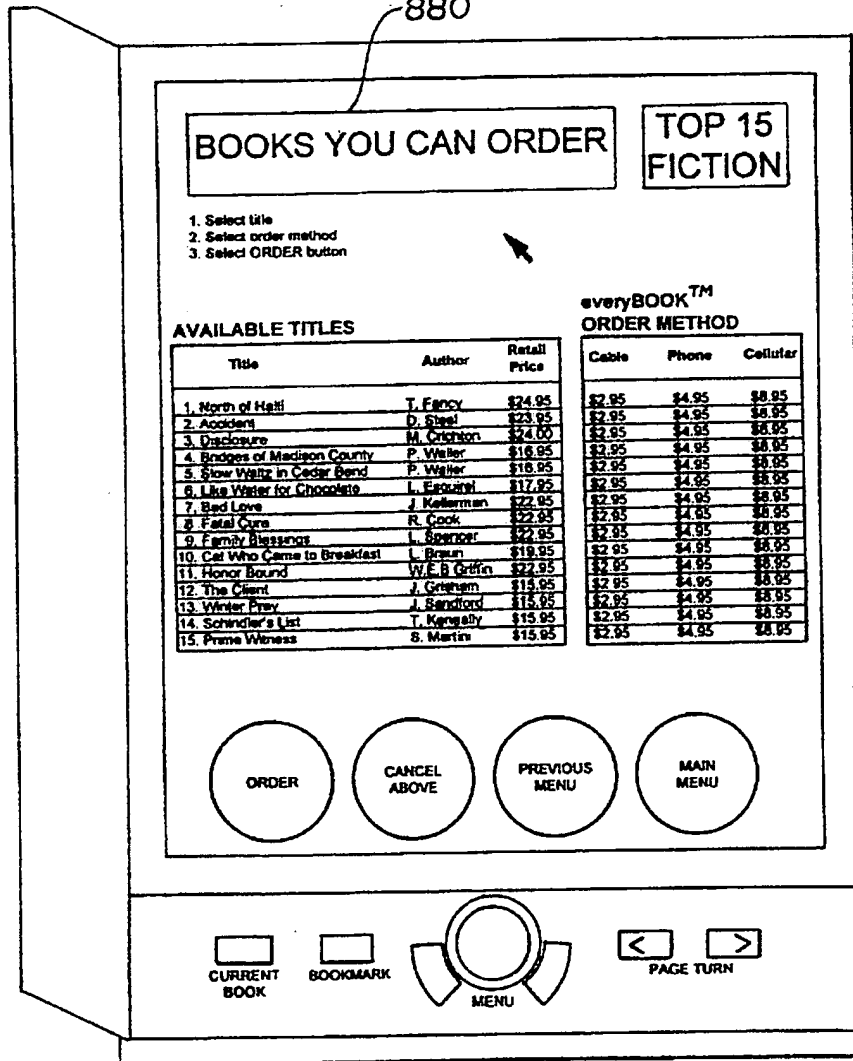 880
BOOKS YOU CAN ORDER
TOP 15
FICTION
1. Select title
2. Select order method
3. Select ORDER button
AVAILABLE TITLES
everyBOOK™
ORDER METHOD
Title Author Retail Price Cable Phone Cellular
1. North of Haiti T. Fancy $24.95 $2.95 $4.95 $8.95
2. Accident D. Steel $23.95 $2.95 $4.95 $8.95
3. Disclosure M. Crichton $24.00 $2.95 $4.95 $8.95
4. Bridges of Madison County P. Waller $16.95 $2.95 $4.95 $8.95
5. Slow Waltz in Cedar Bend P. Waller $16.95 $2.95 $4.95 $8.95
6. Like Water for Chocolate L. Esquirel $17.95 $2.95 $4.95 $8.95
7. Bad Love J. Kellerman $22.95 $2.95 $4.95 $8.95
8. Fatal Cure R. Cook $22.95 $2.95 $4.95 $8.95
9. Family Blessings L. Spencer $22.95 $2.95 $4.95 $8.95
10. Cat Who Came to Breakfast L. Braun $19.95 $2.95 $4.95 $8.95
11. Honor Bound W.E.B Griffin $22.95 $2.95 $4.95 $8.95
12. The Client J. Grisham $15.95 $2.95 $4.95 $8.95
13. Winter Prey J. Sandford $15.95 $2.95 $4.95 $8.95
14. Schindler's List T. Kengally $15.95 $2.95 $4.95 $8.95
15. Prime Witness S. Martini $15.95 $2.95 $4.95 $8.95
ORDER
CANCEL
ABOVE
PREVIOUS
MENU
MAIN
MENU
CURRENT
BOOK
BOOKMARK
MENU
< >
PAGE TURN